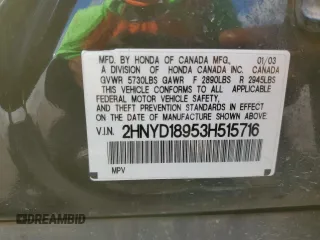 MFD. BY HONDA OF CANADA MFG., 01/03
A DIVISION OF HONDA CANADA INC. CANADA
GVWR 5730LBS GAWR F 2890LBS R 2945LBS
THIS VEHICLE CONFORMS TO ALL APPLICABLE
FEDERAL MOTOR VEHICLE SAFETY,
AND THEFT PREVENTION STANDARDS IN EFFECT
ON THE DATE OF MANUFACTURE SHOWN ABOVE.
V.I.N. 2HNYD18953H515716
MPV
DREAMBID